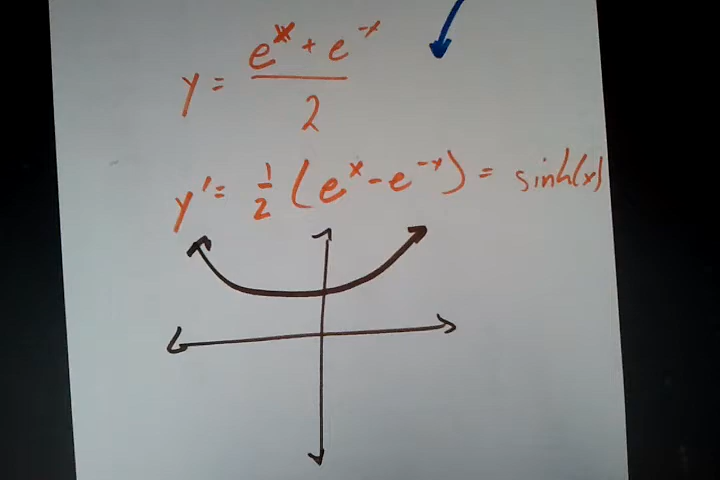 y = (e^x + e^-x)/2
y' = 1/2 (e^x - e^-x) = sinh(x)